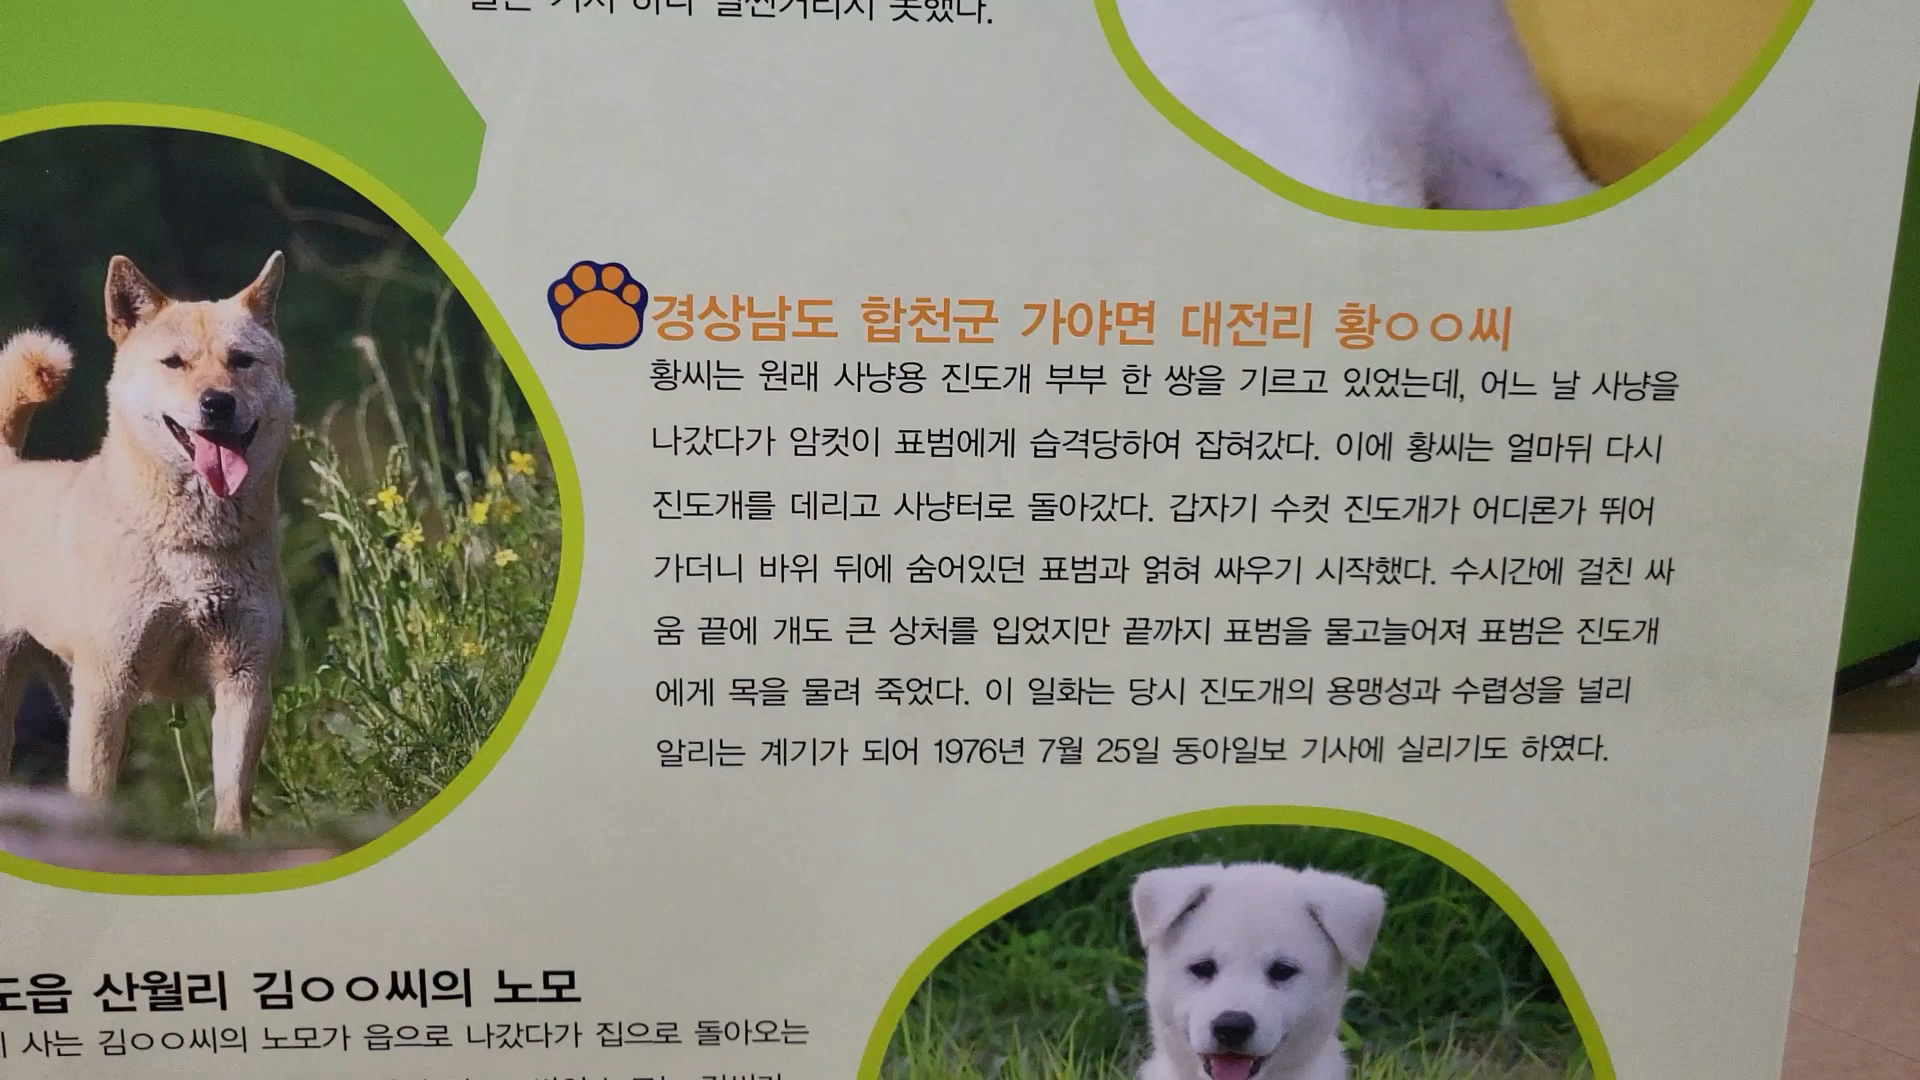 못했다.
경상남도 합천군 가야면 대전리 황ㅇㅇ씨
황씨는 원래 사냥용 진도개 부부 한 쌍을 기르고 있었는데, 어느 날 사냥을
나갔다가 암컷이 표범에게 습격당하여 잡혀갔다. 이에 황씨는 얼마뒤 다시
진도개를 데리고 사냥터로 돌아갔다. 갑자기 수컷 진도개가 어디론가 뛰어
가더니 바위 뒤에 숨어있던 표범과 얽혀 싸우기 시작했다. 수시간에 걸친 싸
움 끝에 개도 큰 상처를 입었지만 끝까지 표범을 물고늘어져 표범은 진도개
에게 목을 물려 죽었다. 이 일화는 당시 진도개의 용맹성과 수렵성을 널리
알리는 계기가 되어 1976년 7월 25일 동아일보 기사에 실리기도 하였다.
도읍 산월리 김ㅇㅇ씨의 노모
사는 김ㅇㅇ씨의 노모가 읍으로 나갔다가 집으로 돌아오는